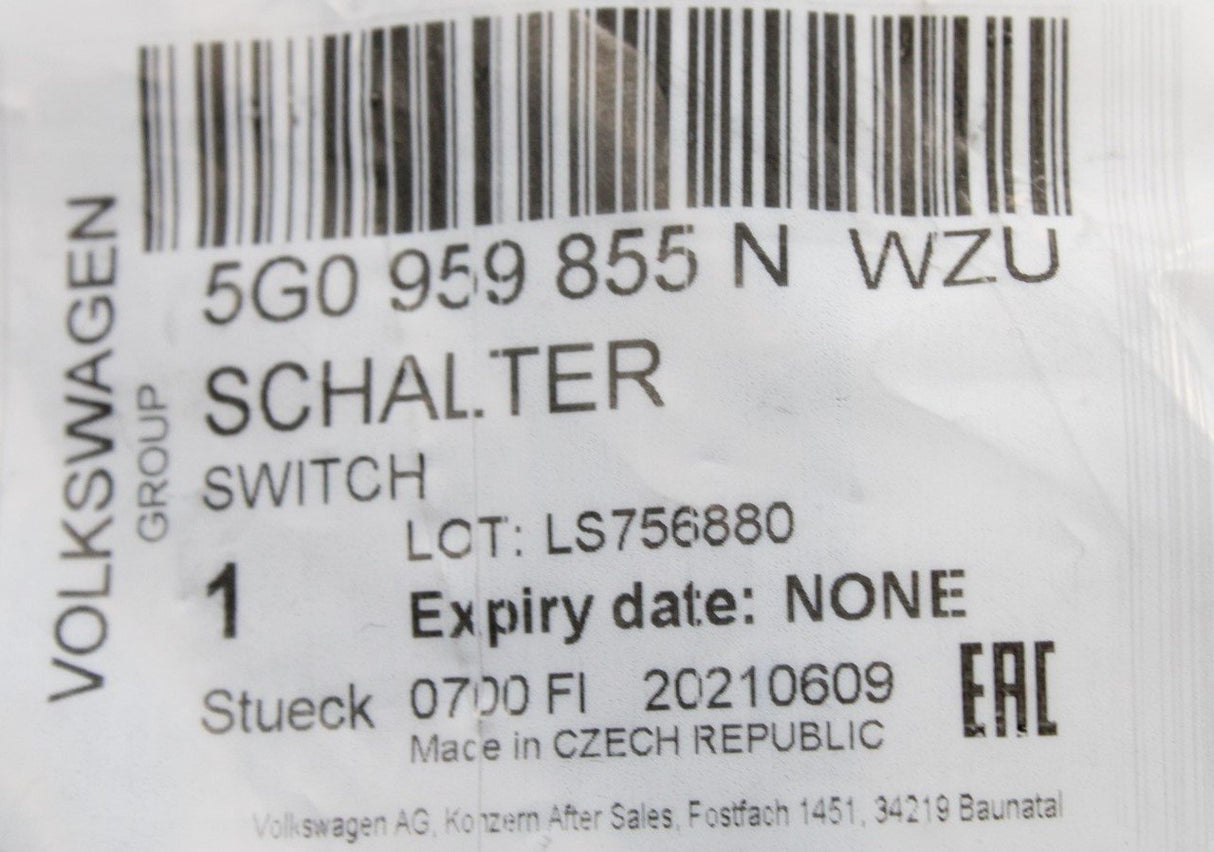 VOLKSWAGEN
GROUP
5G0 959 855 N WZU
SCHALTER
SWITCH
LOT: LS756880
1
Expiry date: NONE
Stueck
0700 FI 20210609
EAC
Made in CZECH REPUBLIC
Volkswagen AG, Konzern After Sales, Postfach 1451, 34219 Baunatal